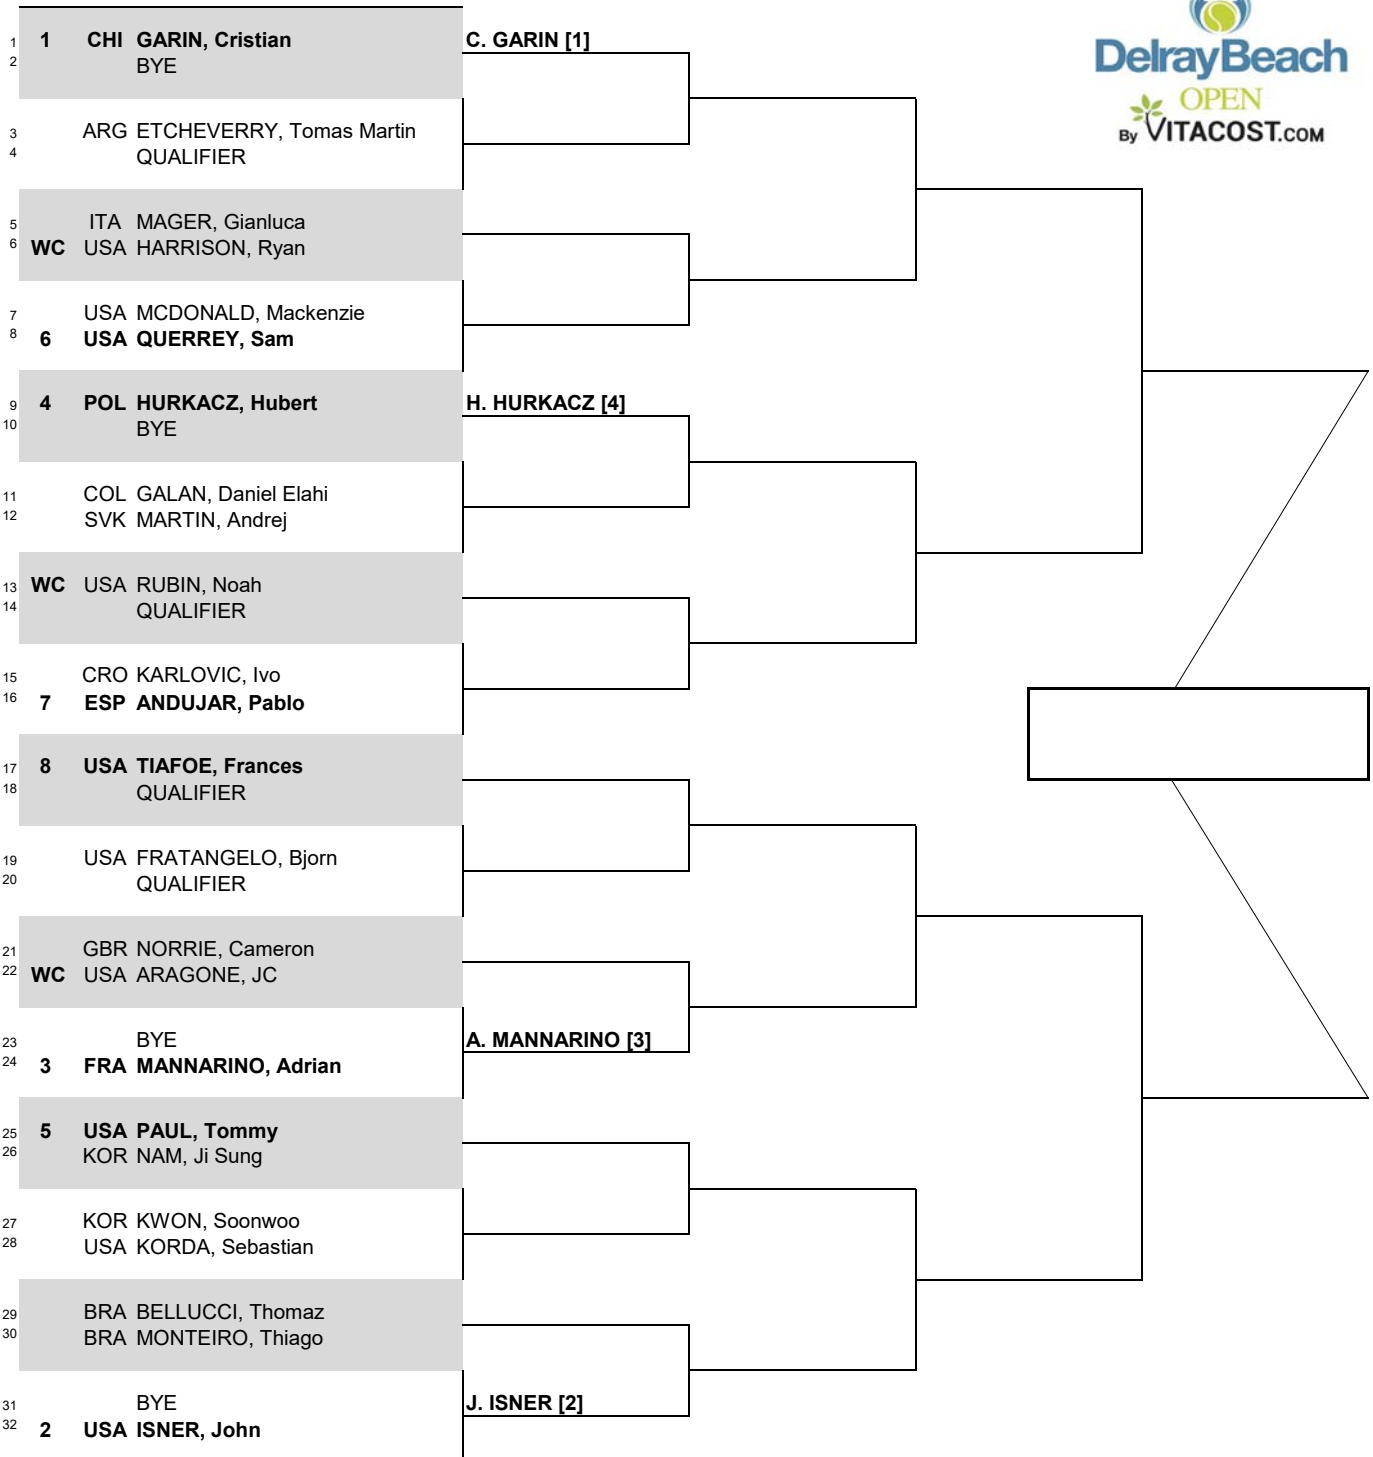 1 1 CHI GARIN, Cristian C. GARIN [1]
2 BYE
DelrayBeach
OPEN
By VITACOST.COM
3 ARG ETCHEVERRY, Tomas Martin
4 QUALIFIER
5 ITA MAGER, Gianluca
6 WC USA HARRISON, Ryan
7 USA MCDONALD, Mackenzie
8 6 USA QUERREY, Sam
9 4 POL HURKACZ, Hubert H. HURKACZ [4]
10 BYE
11 COL GALAN, Daniel Elahi
12 SVK MARTIN, Andrej
13 WC USA RUBIN, Noah
14 QUALIFIER
15 CRO KARLOVIC, Ivo
16 7 ESP ANDUJAR, Pablo
17 8 USA TIAFOE, Frances
18 QUALIFIER
19 USA FRATANGELO, Bjorn
20 QUALIFIER
21 GBR NORRIE, Cameron
22 WC USA ARAGONE, JC
23 BYE A. MANNARINO [3]
24 3 FRA MANNARINO, Adrian
25 5 USA PAUL, Tommy
26 KOR NAM, Ji Sung
27 KOR KWON, Soonwoo
28 USA KORDA, Sebastian
29 BRA BELLUCCI, Thomaz
30 BRA MONTEIRO, Thiago
31 BYE J. ISNER [2]
32 2 USA ISNER, John